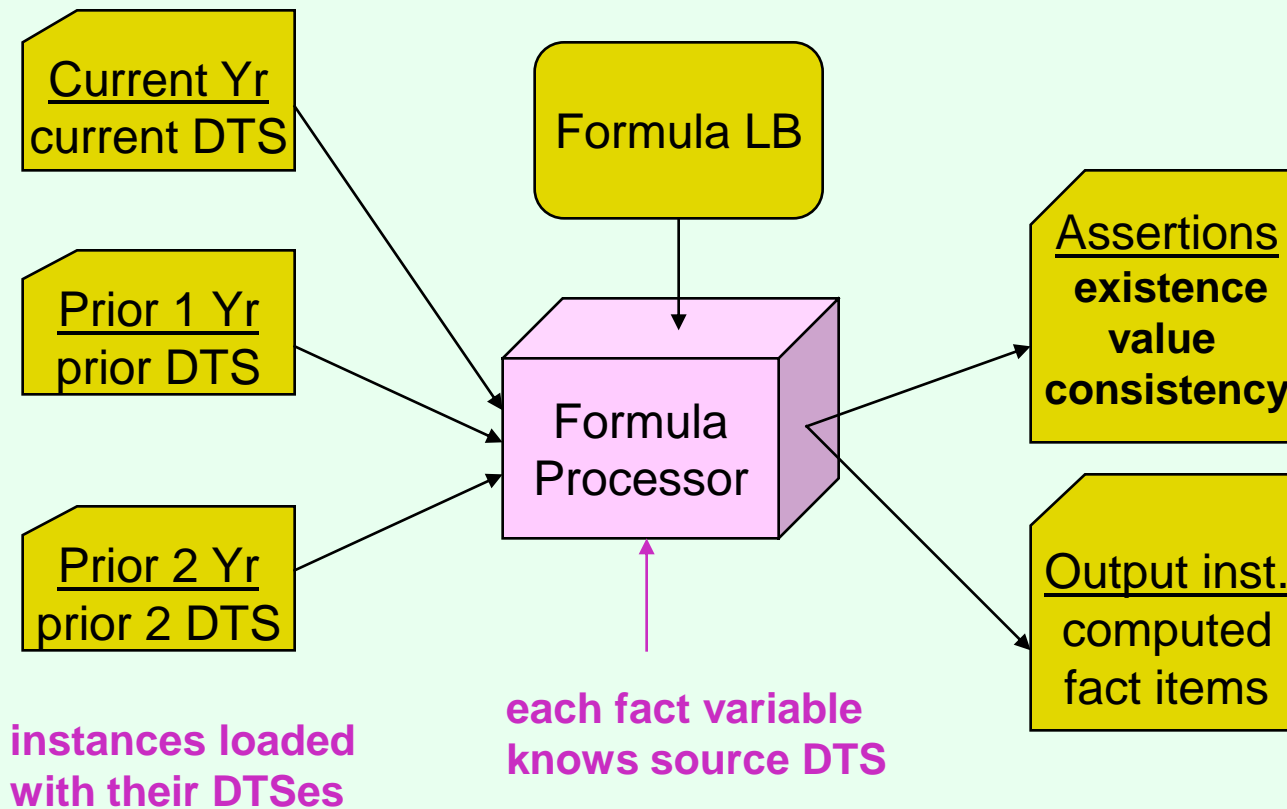 Current Yr
current DTS
Prior 1 Yr
prior DTS
Prior 2 Yr
prior 2 DTS
instances loaded
with their DTSes
Formula LB
Formula
Processor
each fact variable
knows source DTS
Assertions
existence
value
consistency
Output inst.
computed
fact items